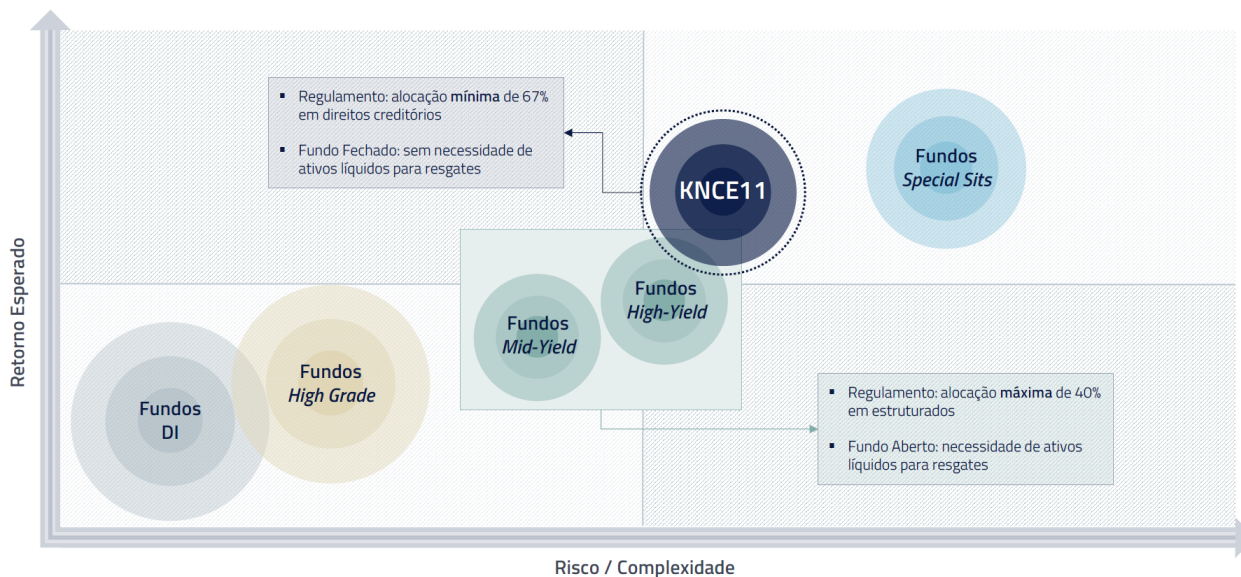 Retorno Esperado
▪ Regulamento: alocação mínima de 67%
em direitos creditórios
▪ Fundo Fechado: sem necessidade de
ativos líquidos para resgates
KNCE11
Fundos
Special Sits
Fundos
High-Yield
Fundos
Mid-Yield
Fundos
High Grade
Fundos
DI
▪ Regulamento: alocação máxima de 40%
em estruturados
▪ Fundo Aberto: necessidade de ativos
líquidos para resgates
Risco / Complexidade